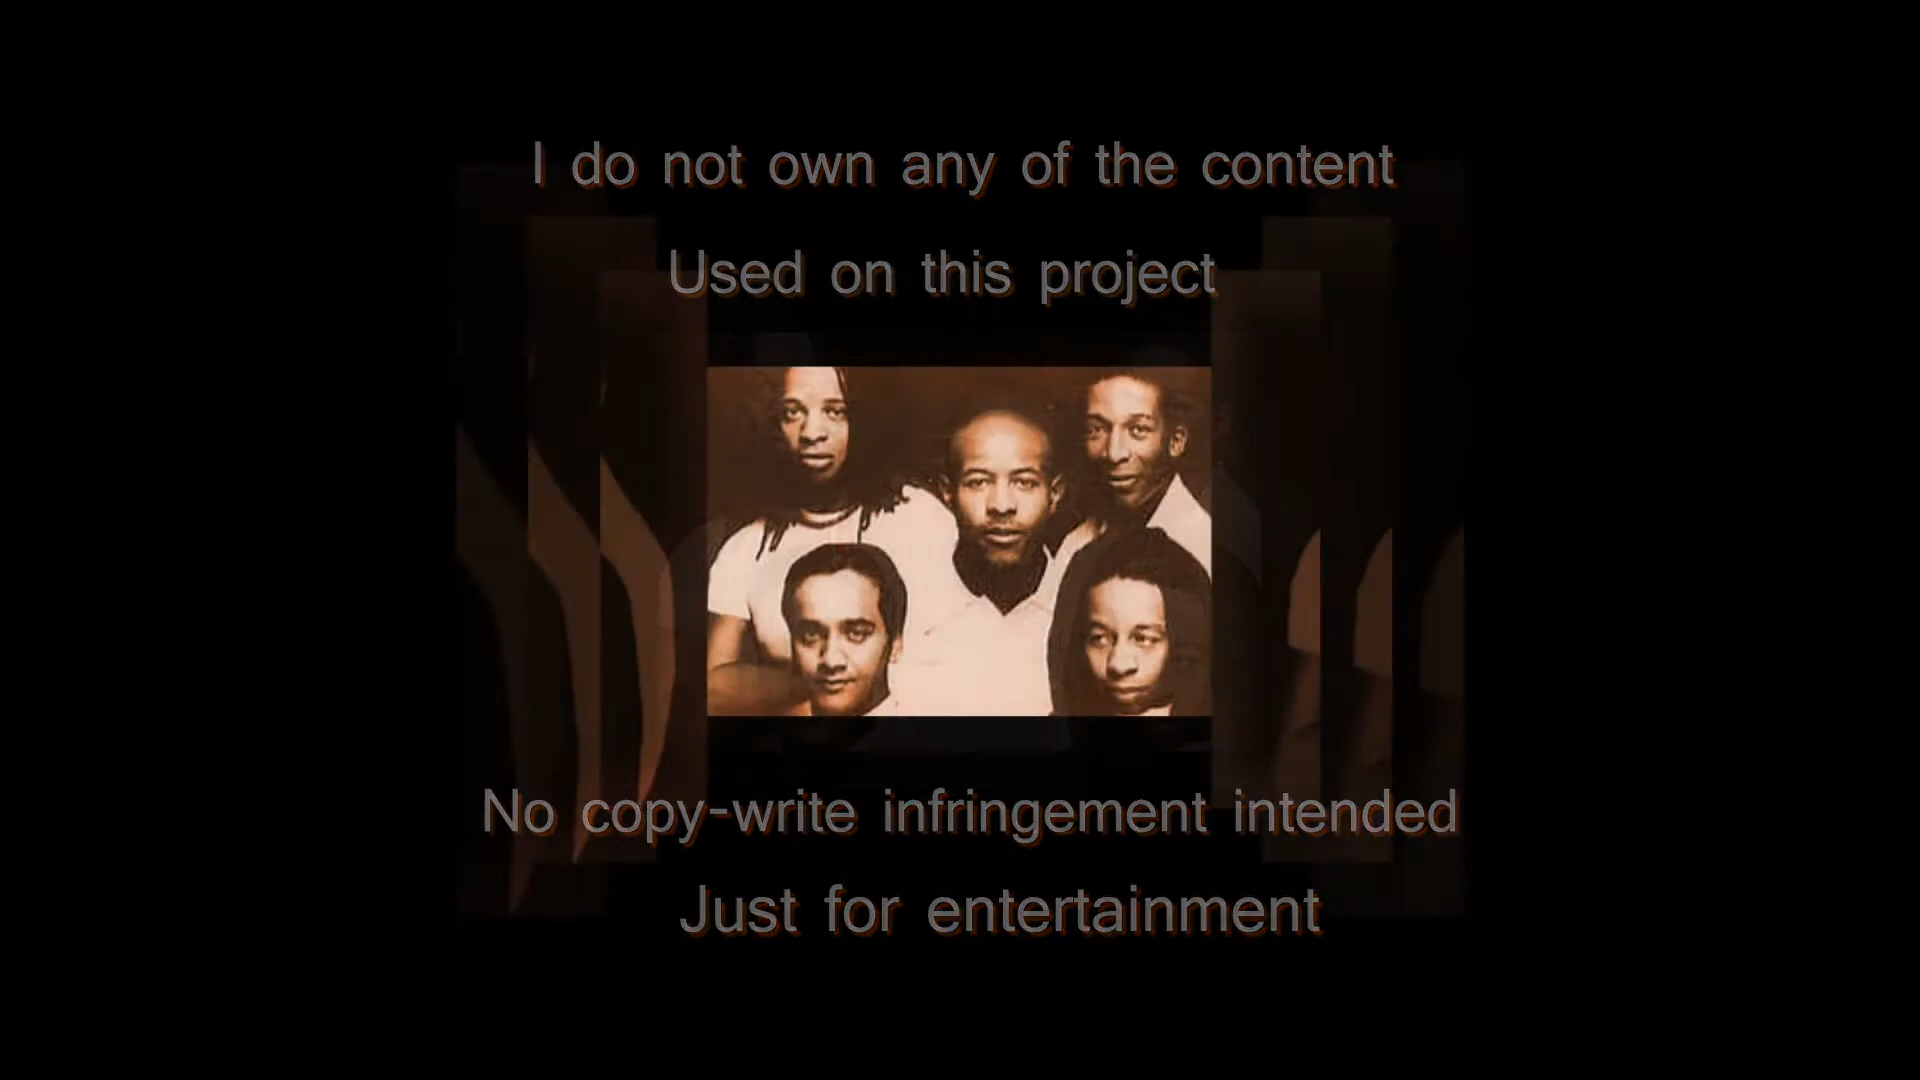 I do not own any of the content
Used on this project
No copy-write infringement intended
Just for entertainment